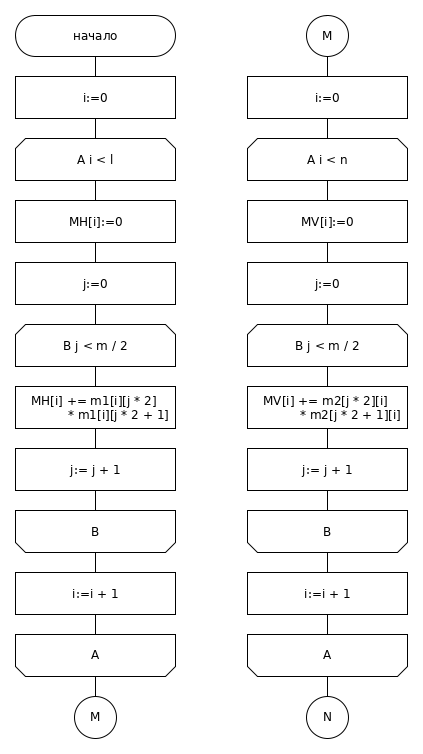 начало
i:=0
A i < l
MH[i]:=0
j:=0
B j < m / 2
MH[i] += m1[i][j * 2]
* m1[i][j * 2 + 1]
j:= j + 1
B
i:=i + 1
A
M
M
i:=0
A i < n
MV[i]:=0
j:=0
B j < m / 2
MV[i] += m2[j * 2][i]
* m2[j * 2 + 1][i]
j:= j + 1
B
i:=i + 1
A
N